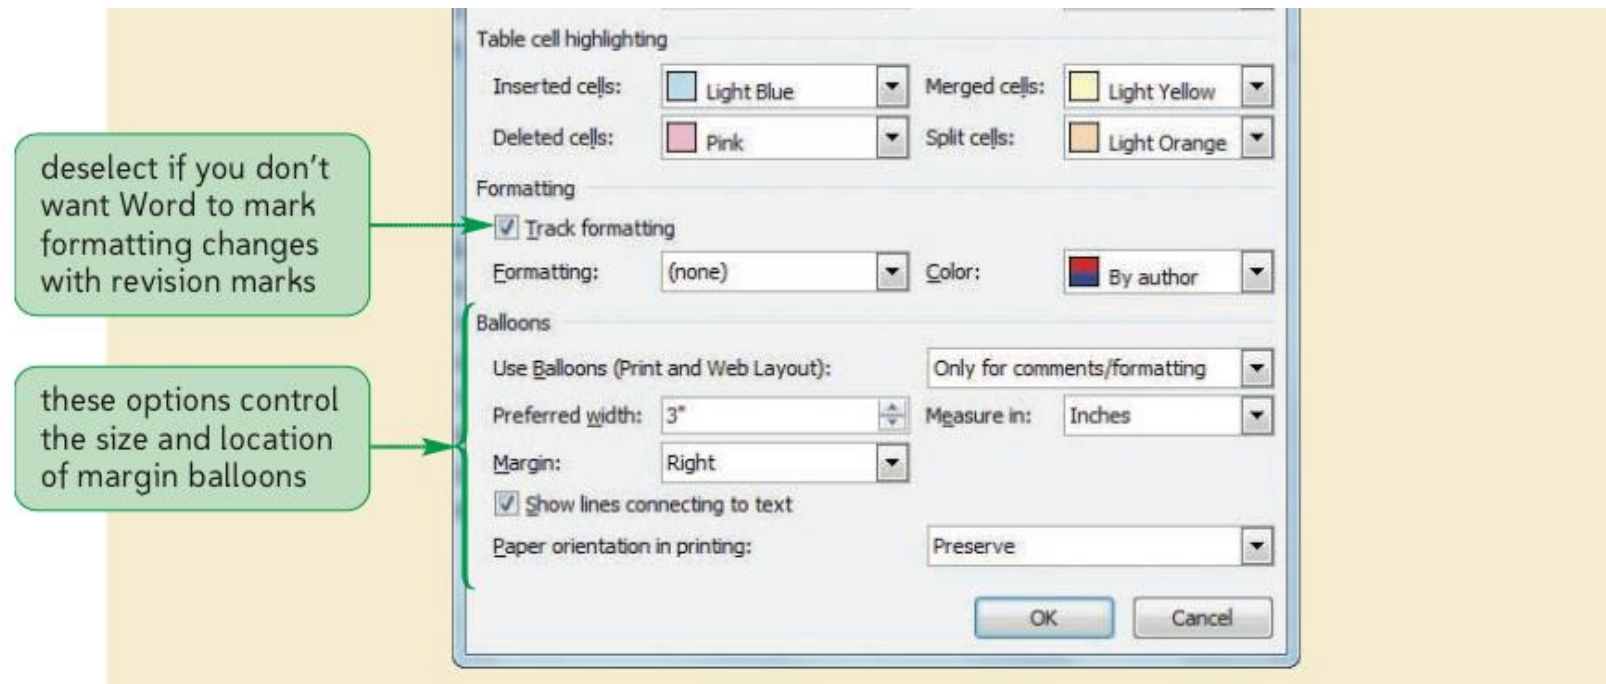 Table cell highlighting
Inserted cells: Light Blue Merged cells: Light Yellow
Deleted cells: Pink Split cells: Light Orange
deselect if you don't
want Word to mark
formatting changes
with revision marks
Formatting
Track formatting
Formatting: (none) Color: By author
Balloons
Use Balloons (Print and Web Layout): Only for comments/formatting
these options control
the size and location
of margin balloons
Preferred width: 3" Measure in: Inches
Margin: Right
Show lines connecting to text
Paper orientation in printing: Preserve
OK Cancel